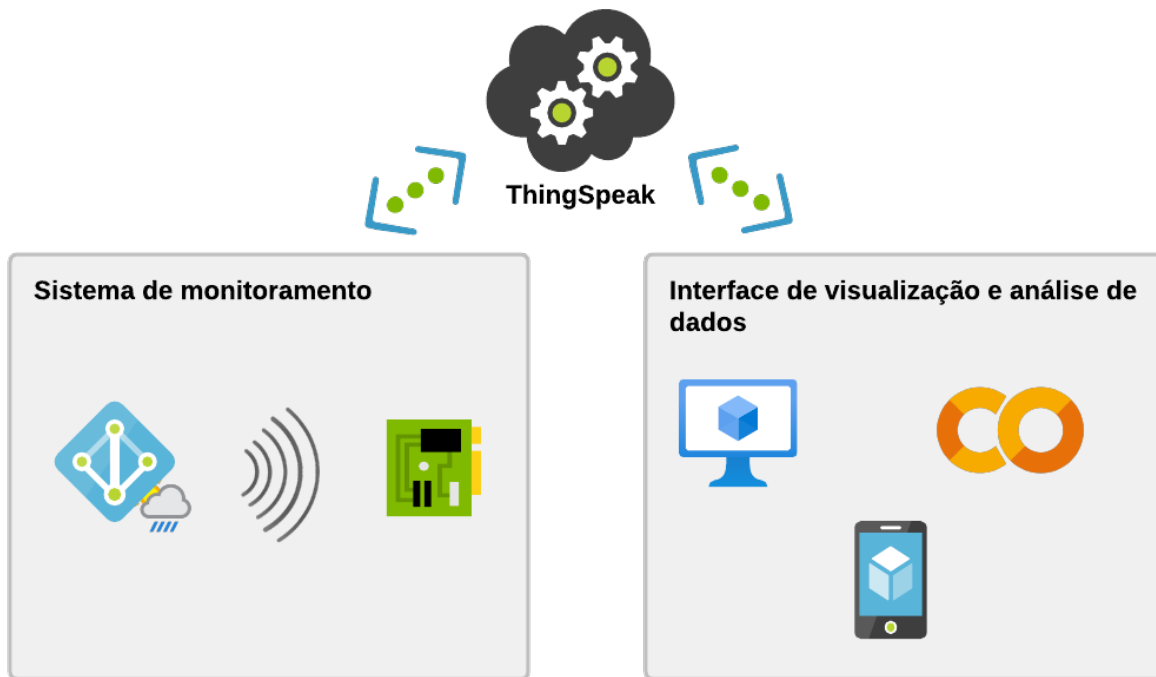 ThingSpeak
Sistema de monitoramento
Interface de visualização e análise de
dados